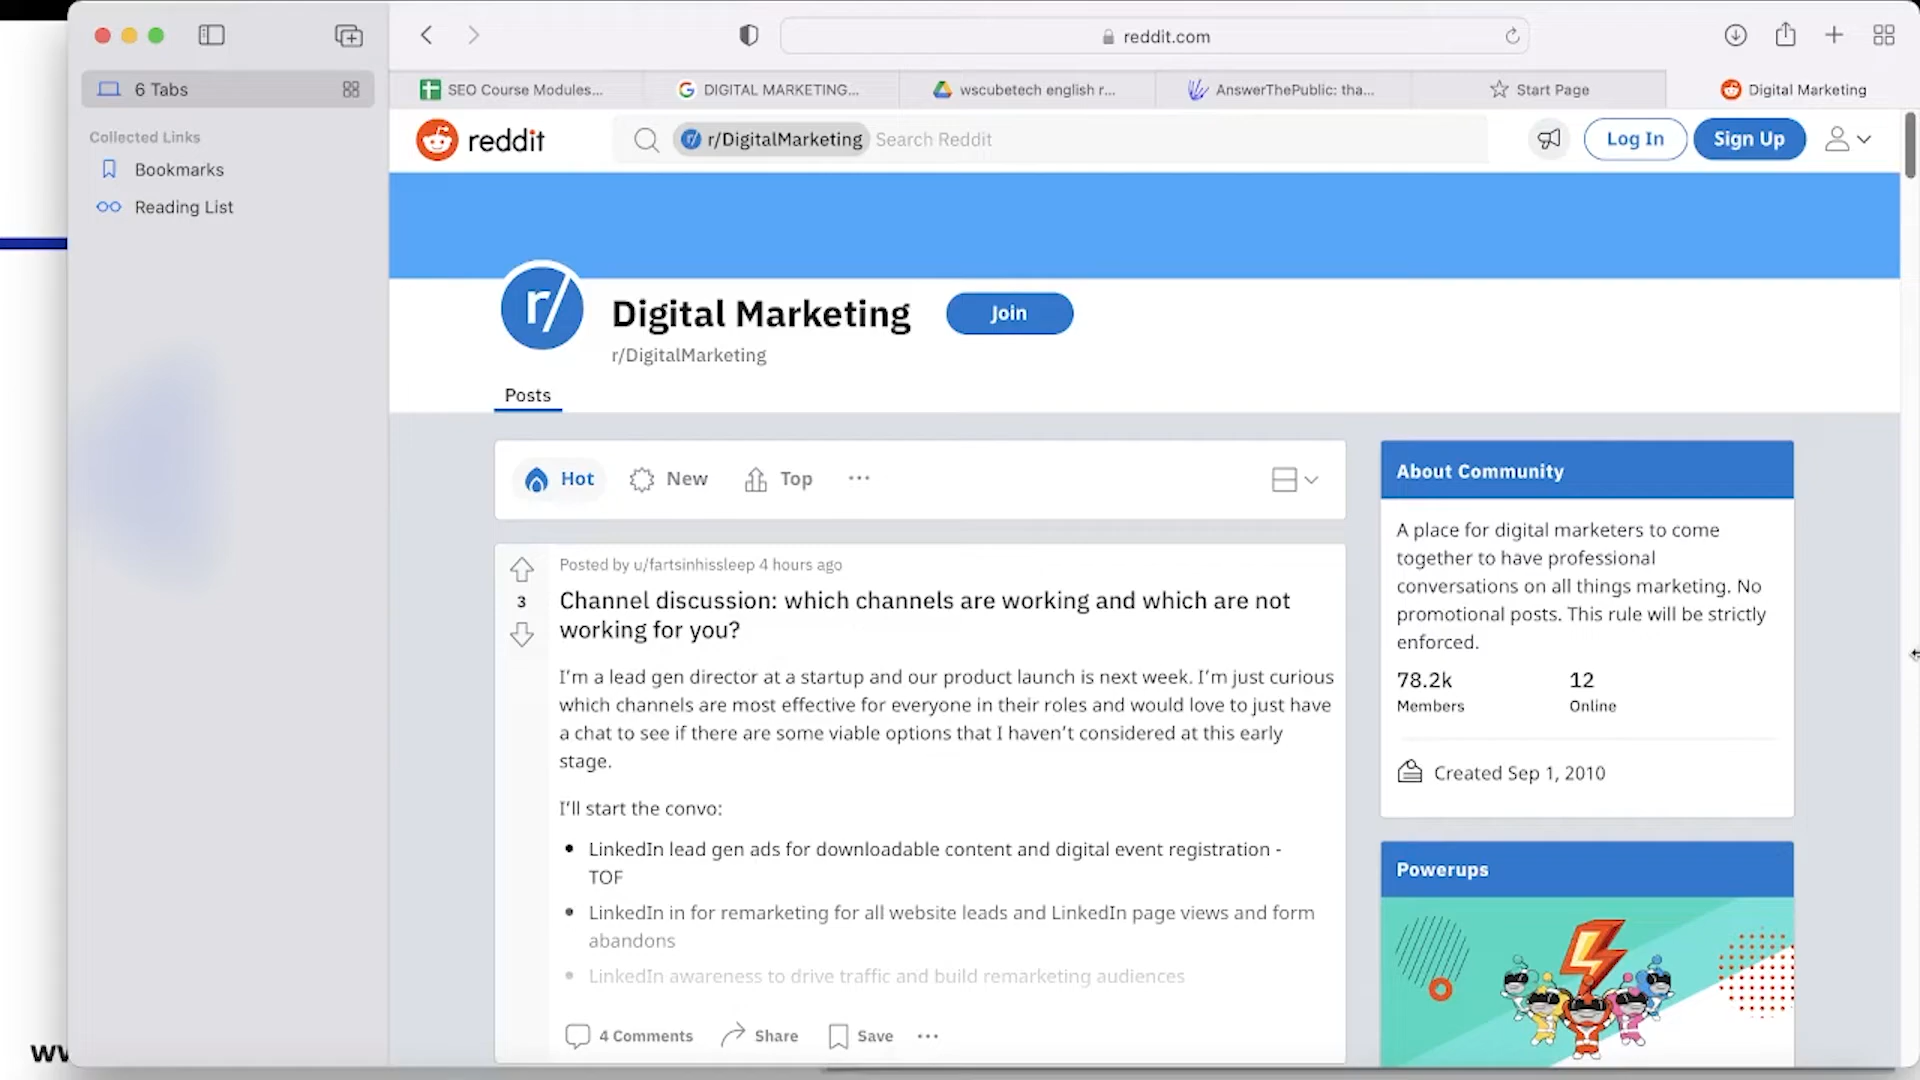 reddit.com
6 Tabs
SEO Course Modules...
DIGITAL MARKETING...
wscubetech english r...
AnswerThePublic: tha...
Start Page
Digital Marketing
Collected Links
Bookmarks
Reading List
reddit
r/DigitalMarketing Search Reddit
Log In
Sign Up
r/
Digital Marketing
Join
r/DigitalMarketing
Posts
Hot
New
Top
Posted by u/fartsinhissleep 4 hours ago
3
Channel discussion: which channels are working and which are not
working for you?
I'm a lead gen director at a startup and our product launch is next week. I'm just curious
which channels are most effective for everyone in their roles and would love to just have
a chat to see if there are some viable options that I haven't considered at this early
stage.
I'll start the convo:
• LinkedIn lead gen ads for downloadable content and digital event registration -
TOF
• LinkedIn in for remarketing for all website leads and LinkedIn page views and form
abandons
• LinkedIn awareness to drive traffic and build remarketing audiences
4 Comments
Share
Save
About Community
A place for digital marketers to come
together to have professional
conversations on all things marketing. No
promotional posts. This rule will be strictly
enforced.
78.2k
Members
12
Online
Created Sep 1, 2010
Powerups